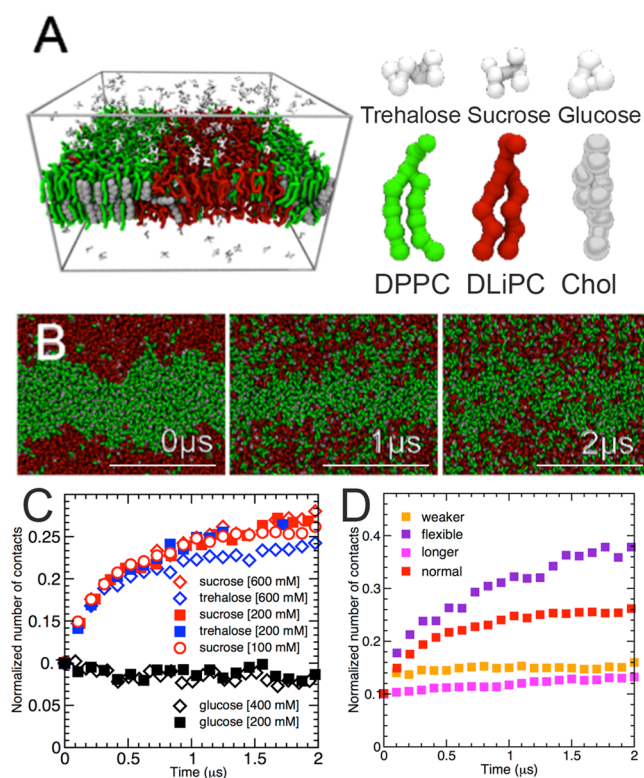 A
Trehalose Sucrose Glucose
DPPC DLiPC Chol
B
0μs 1μs 2μs
C
Normalized number of contacts
0.25
0.2
0.15
0.1
0.05
0
0 0.5 1 1.5 2
Time (μs)
sucrose [600 mM]
trehalose [600 mM]
sucrose [200 mM]
trehalose [200 mM]
sucrose [100 mM]
glucose [400 mM]
glucose [200 mM]
D
Normalized number of contacts
0.4
0.3
0.2
0.1
0
0 0.5 1 1.5 2
Time (μs)
weaker
flexible
longer
normal